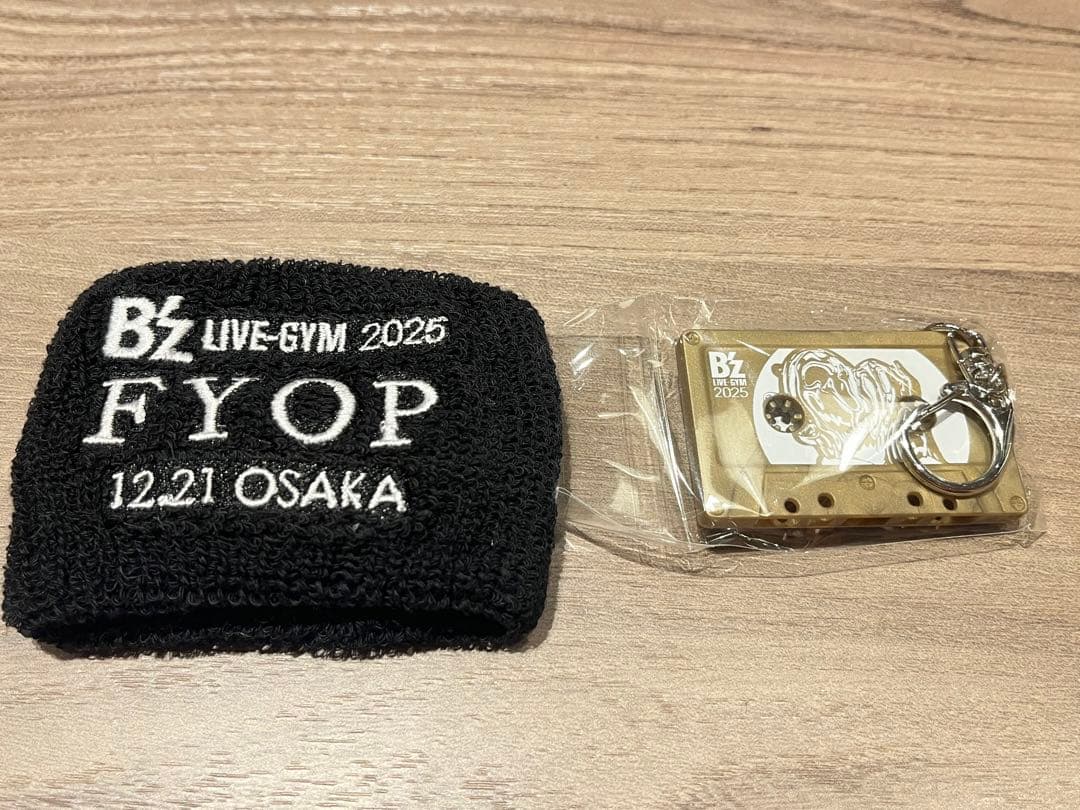 B'z LIVE-GYM 2025
FYOP
12.21 OSAKA
B'z
LIVE-GYM
2025